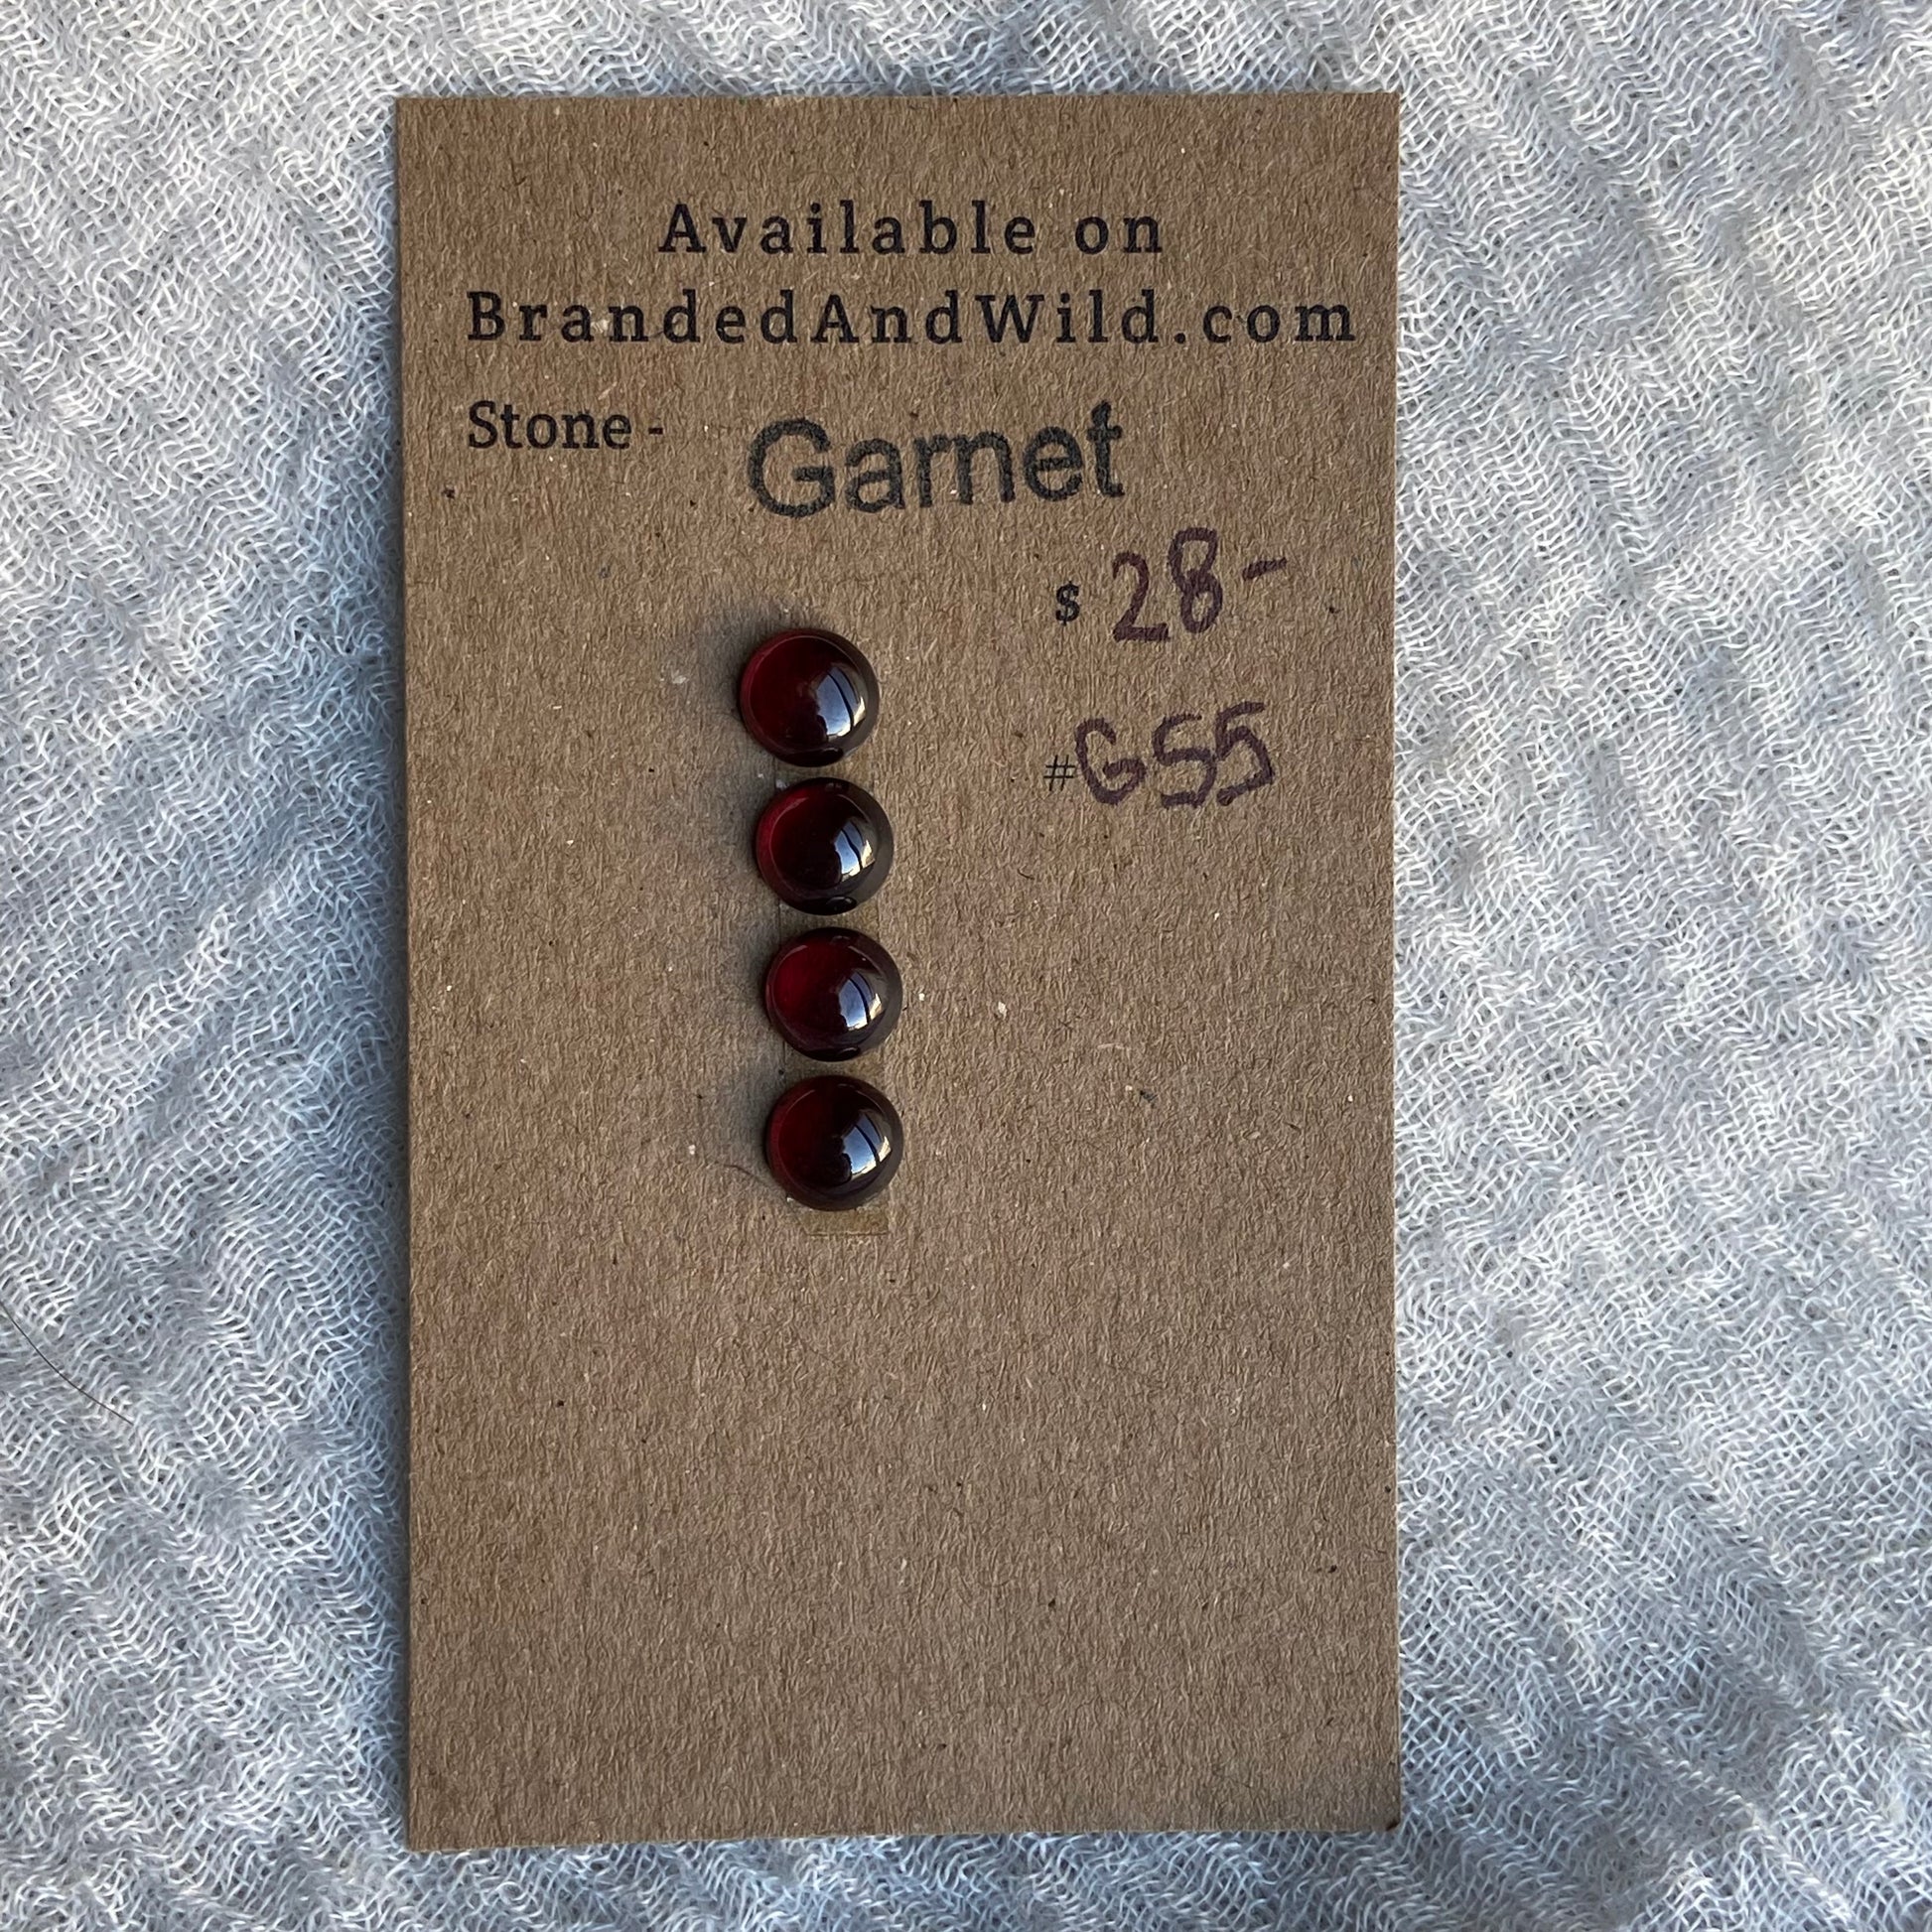 Available on
BrandedAndWild.com
Stone - Garnet
$ 28-
#G55